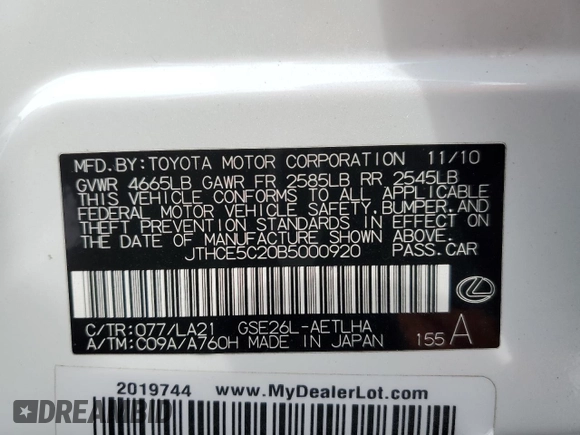 MFD.BY:TOYOTA MOTOR CORPORATION 11/10
GVWR 4665LB GAWR FR 2585LB RR 2545LB
THIS VEHICLE CONFORMS TO ALL APPLICABLE
FEDERAL MOTOR VEHICLE SAFETY,BUMPER,AND
THEFT PREVENTION STANDARDS IN EFFECT ON
THE DATE OF MANUFACTURE SHOWN ABOVE.
JTHCE5C20B5000920 PASS.CAR
C/TR:077/LA21 GSE26L-AETLHA
A/TM:C09A/A760H MADE IN JAPAN 155 A
2019744 www.MyDealerLot.com
DREAMBID